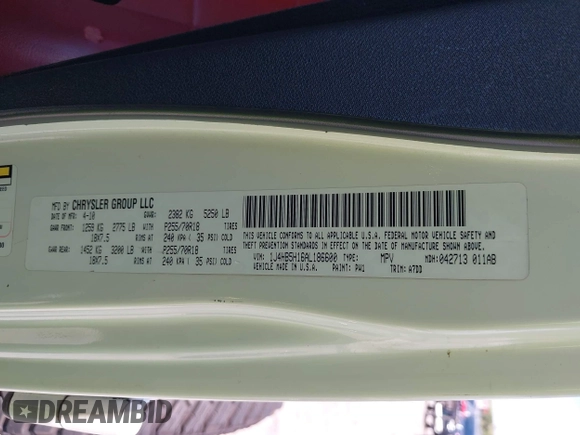 MFD BY CHRYSLER GROUP LLC
DATE OF MFR: 4-10 GVWR: 2382 KG 5250 LB
GAWR FRONT: 1259 KG 2775 LB WITH P255/70R18 TIRES
18X7.5 RIMS AT 240 KPA ( 35 PSI) COLD
GAWR REAR: 1452 KG 3200 LB WITH P255/70R18 TIRES
18X7.5 RIMS AT 240 KPA ( 35 PSI) COLD
THIS VEHICLE CONFORMS TO ALL APPLICABLE U.S.A. FEDERAL MOTOR VEHICLE SAFETY AND
THEFT PREVENTION STANDARDS IN EFFECT ON THE DATE OF MANUFACTURE SHOWN ABOVE.
VIN: 1J4HB5H16AL186600 TYPE: MPV MDH: 042713 011AB
VEHICLE MADE IN U.S.A. PAINT: PW1 TRIM: A7DD
DREAMBID